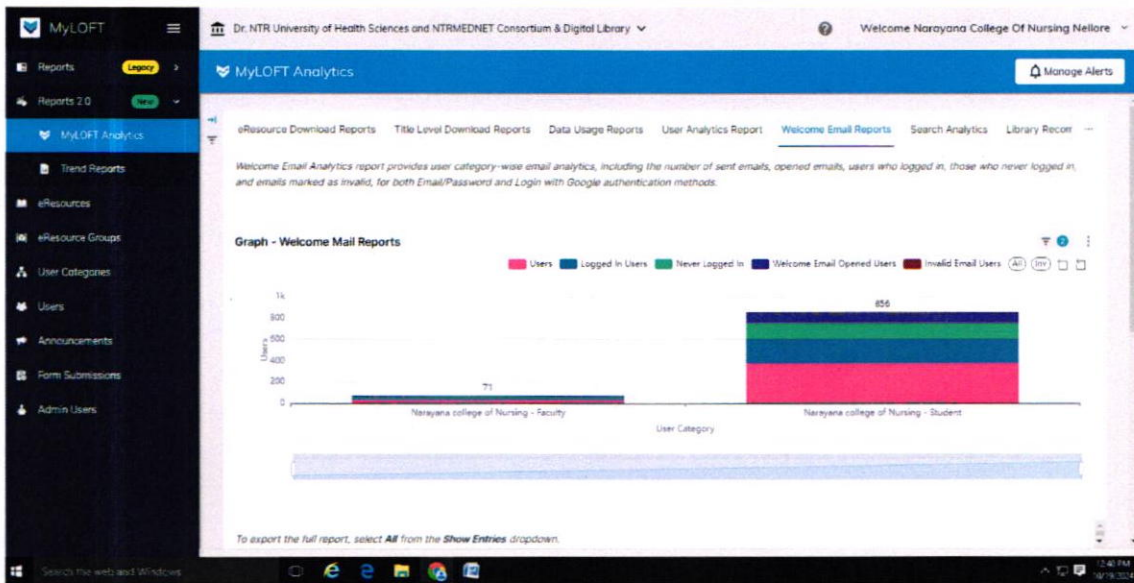 MyLOFT
Dr. NTR University of Health Sciences and NTRMEDNET Consortium & Digital Library
Welcome Narayana College Of Nursing Nellore
Reports Legacy
Reports 2.0 New
MyLOFT Analytics
Trend Reports
eResources
eResource Groups
User Categories
Users
Announcements
Form Submissions
Admin Users
MyLOFT Analytics
Manage Alerts
eResource Download Reports Title Level Download Reports Data Usage Reports User Analytics Report Welcome Email Reports Search Analytics Library Recom ...
Welcome Email Analytics report provides user category-wise email analytics, including the number of sent emails, opened emails, users who logged in, those who never logged in,
and emails marked as invalid, for both Email/Password and Login with Google authentication methods.
Graph - Welcome Mail Reports
2
Users Logged In Users Never Logged In Welcome Email Opened Users Invalid Email Users All Inv
1k
800
600
400
200
0
Users
71
856
Narayana college of Nursing - Faculty
Narayana college of Nursing - Student
User Category
To export the full report, select All from the Show Entries dropdown.
Search the web and Windows
12:40 PM